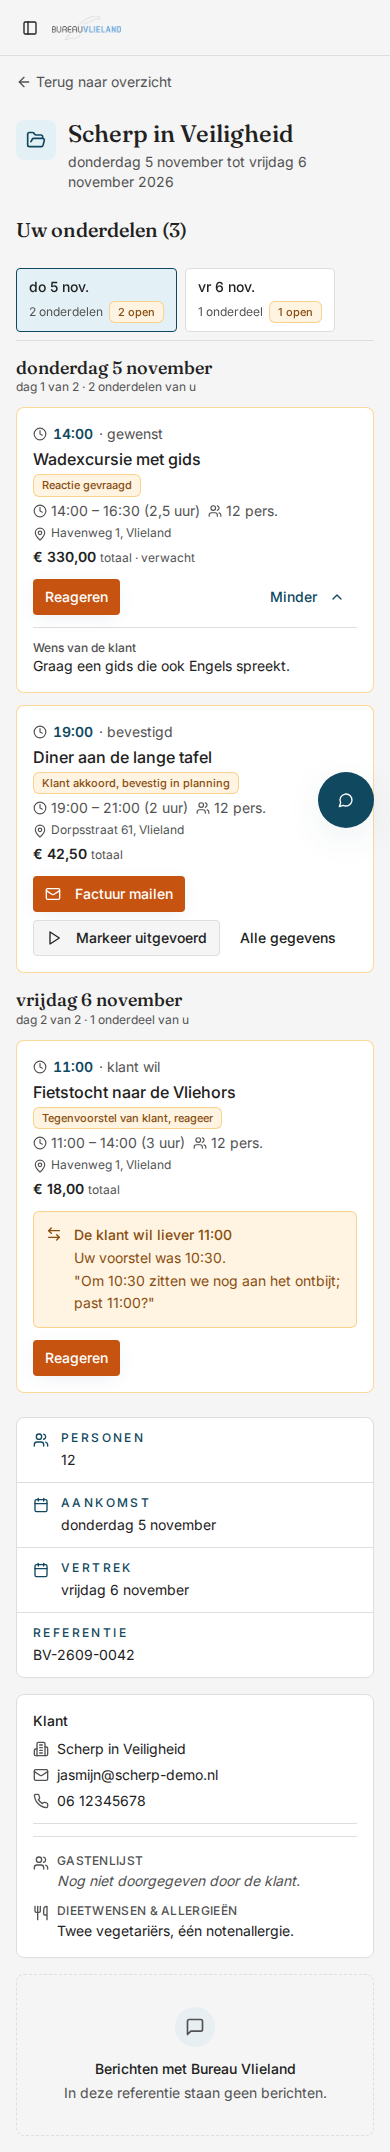 BUREAUVLIELAND
Terug naar overzicht
Scherp in Veiligheid
donderdag 5 november tot vrijdag 6
november 2026
Uw onderdelen (3)
do 5 nov.
2 onderdelen 2 open
vr 6 nov.
1 onderdeel 1 open
donderdag 5 november
dag 1 van 2 · 2 onderdelen van u
14:00 · gewenst
Wadexcursie met gids
Reactie gevraagd
14:00 – 16:30 (2,5 uur) 12 pers.
Havenweg 1, Vlieland
€ 330,00 totaal · verwacht
Reageren Minder
Wens van de klant
Graag een gids die ook Engels spreekt.
19:00 · bevestigd
Diner aan de lange tafel
Klant akkoord, bevestig in planning
19:00 – 21:00 (2 uur) 12 pers.
Dorpsstraat 61, Vlieland
€ 42,50 totaal
Factuur mailen
Markeer uitgevoerd Alle gegevens
vrijdag 6 november
dag 2 van 2 · 1 onderdeel van u
11:00 · klant wil
Fietstocht naar de Vliehors
Tegenvoorstel van klant, reageer
11:00 – 14:00 (3 uur) 12 pers.
Havenweg 1, Vlieland
€ 18,00 totaal
De klant wil liever 11:00
Uw voorstel was 10:30.
"Om 10:30 zitten we nog aan het ontbijt;
past 11:00?"
Reageren
PERSONEN
12
AANKOMST
donderdag 5 november
VERTREK
vrijdag 6 november
REFERENTIE
BV-2609-0042
Klant
Scherp in Veiligheid
jasmijn@scherp-demo.nl
06 12345678
GASTENLIJST
Nog niet doorgegeven door de klant.
DIEETWENSEN & ALLERGIEËN
Twee vegetariërs, één notenallergie.
Berichten met Bureau Vlieland
In deze referentie staan geen berichten.